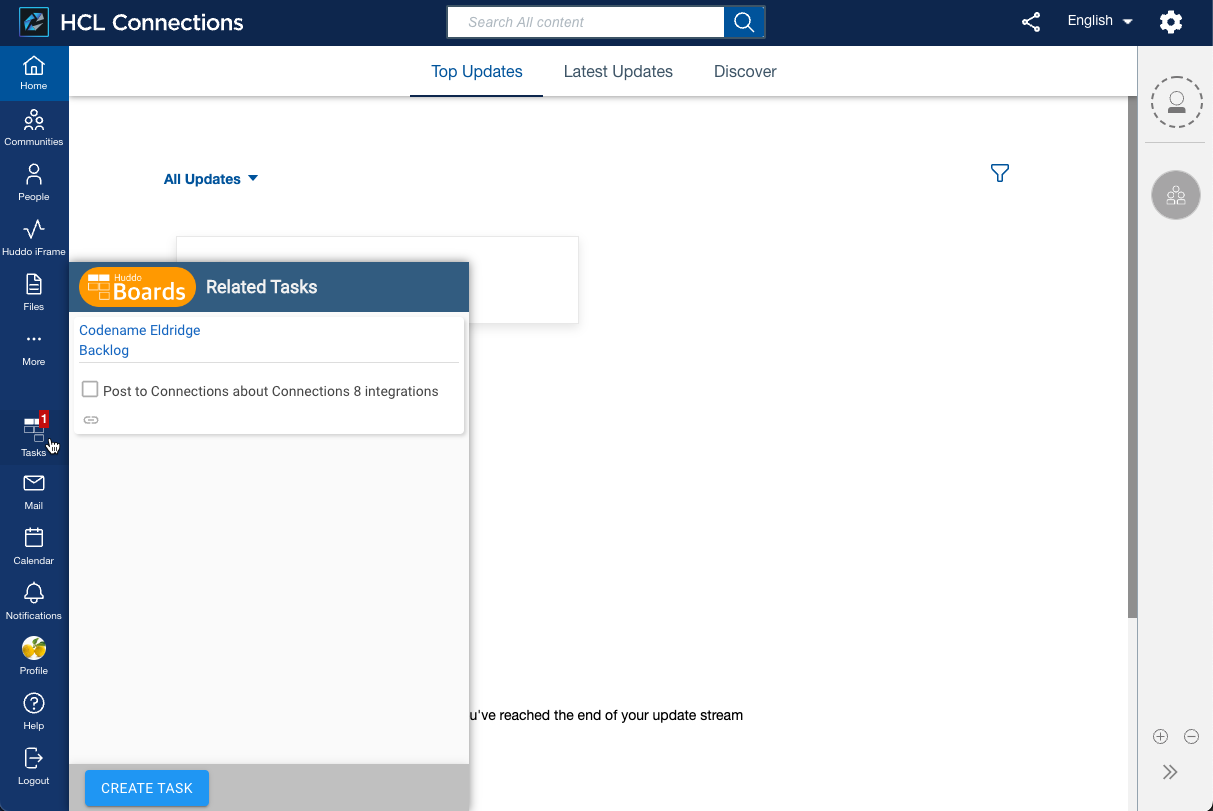 HCL Connections
Search All content
English
Home
Communities
People
Huddo iFrame
Files
More
Tasks
1
Mail
Calendar
Notifications
Profile
Help
Logout
Top Updates Latest Updates Discover
All Updates
Huddo
Boards
Related Tasks
Codename Eldridge
Backlog
Post to Connections about Connections 8 integrations
u've reached the end of your update stream
CREATE TASK